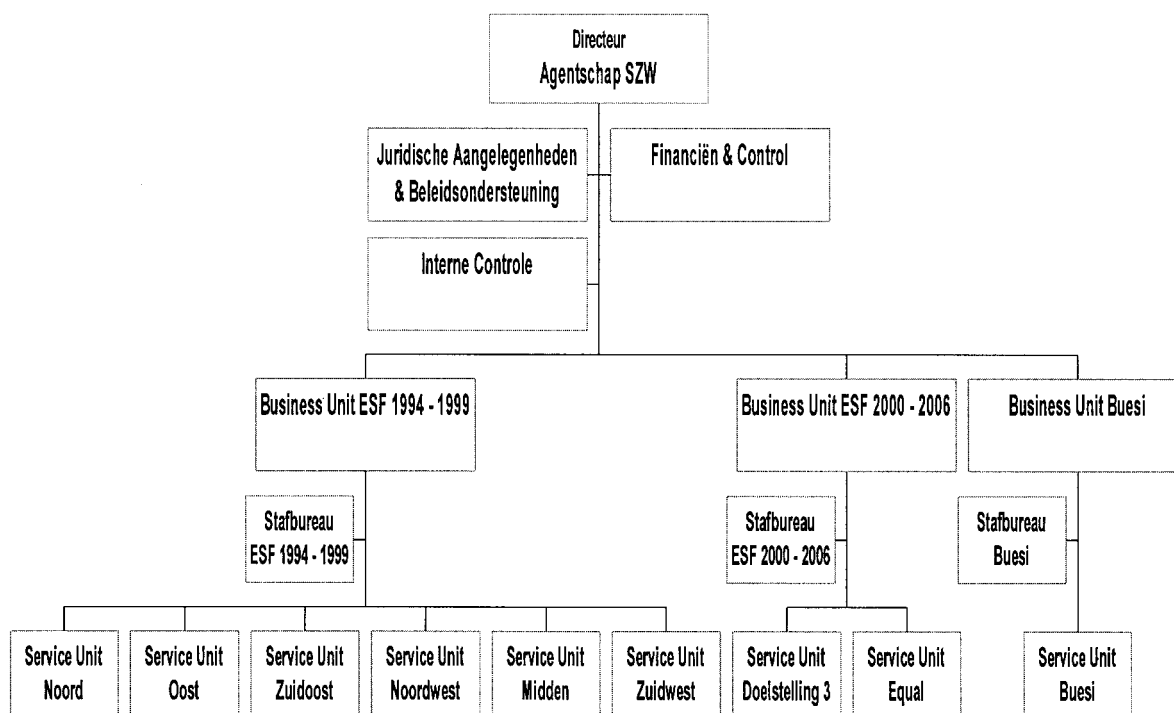 Directeur
Agentschap SZW
Juridische Aangelegenheden
& Beleidsondersteuning
Financiën & Control
Interne Controle
Business Unit ESF 1994 - 1999
Business Unit ESF 2000 - 2006
Business Unit Buesi
Stafbureau
ESF 1994 - 1999
Stafbureau
ESF 2000 - 2006
Stafbureau
Buesi
Service Unit
Noord
Service Unit
Oost
Service Unit
Zuidoost
Service Unit
Noordwest
Service Unit
Midden
Service Unit
Zuidwest
Service Unit
Doelstelling 3
Service Unit
Equal
Service Unit
Buesi